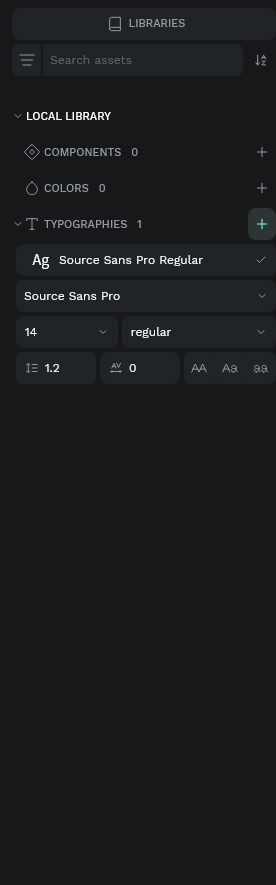 LIBRARIES
Search assets
LOCAL LIBRARY
COMPONENTS 0
COLORS 0
TYPOGRAPHIES 1
Ag Source Sans Pro Regular
Source Sans Pro
14 regular
1.2 AV 0 AA Aa aa